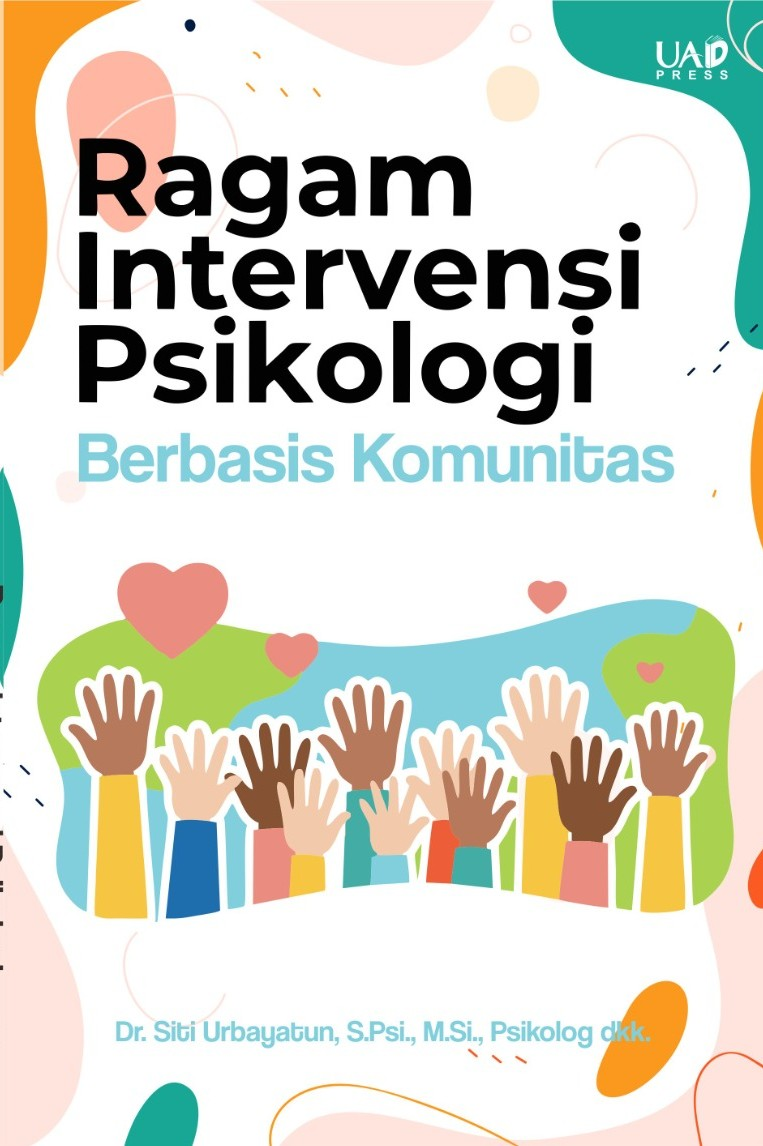 UAD
PRESS
Ragam
Intervensi
Psikologi
Berbasis Komunitas
Dr. Siti Urbayatun, S.Psi., M.Si., Psikolog dkk.